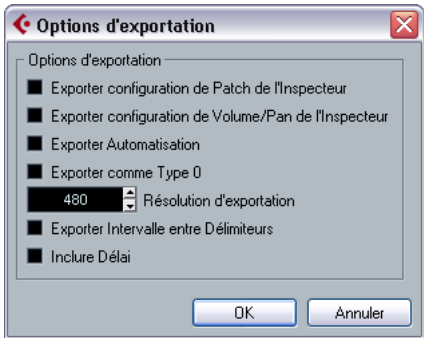 Options d'exportation
Options d'exportation
Exporter configuration de Patch de l'Inspecteur
Exporter configuration de Volume/Pan de l'Inspecteur
Exporter Automatisation
Exporter comme Type 0
480 Résolution d'exportation
Exporter Intervalle entre Délimiteurs
Inclure Délai
OK Annuler